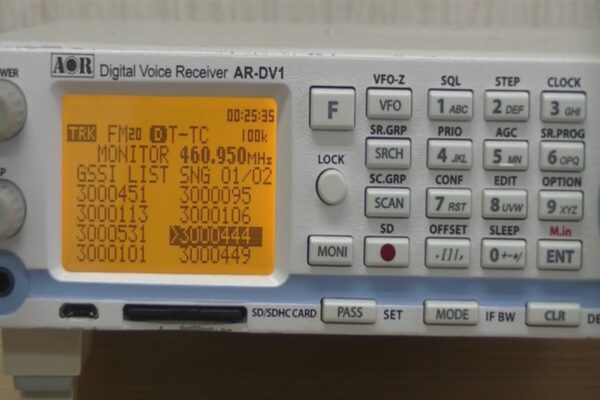 AOR Digital Voice Receiver AR-DV1
00:25:35
TRK FM20 D T-TC 100k
MONITOR 460.950MHz
GSSI LIST SNG 01/02
3000451 3000095
3000113 3000106
3000531 >3000444
3000101 3000449
F
LOCK
MONI
VFO-Z SQL STEP CLOCK
VFO 1 ABC 2 DEF 3 GHI
SR.GRP PRIO AGC SR.PROG
SRCH 4 JKL 5 MN 6 OPQ
SC.GRP CONF EDIT OPTION
SCAN 7 RST 8 UVW 9 XYZ
SD OFFSET SLEEP M.in
ENT
SD/SDHC CARD PASS SET MODE IF BW CLR